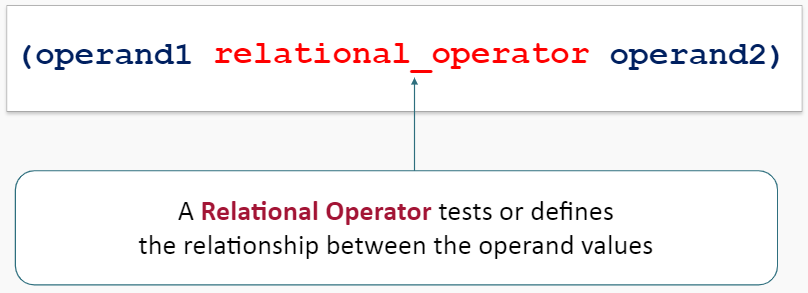 (operand1 relational_operator operand2)
A Relational Operator tests or defines
the relationship between the operand values